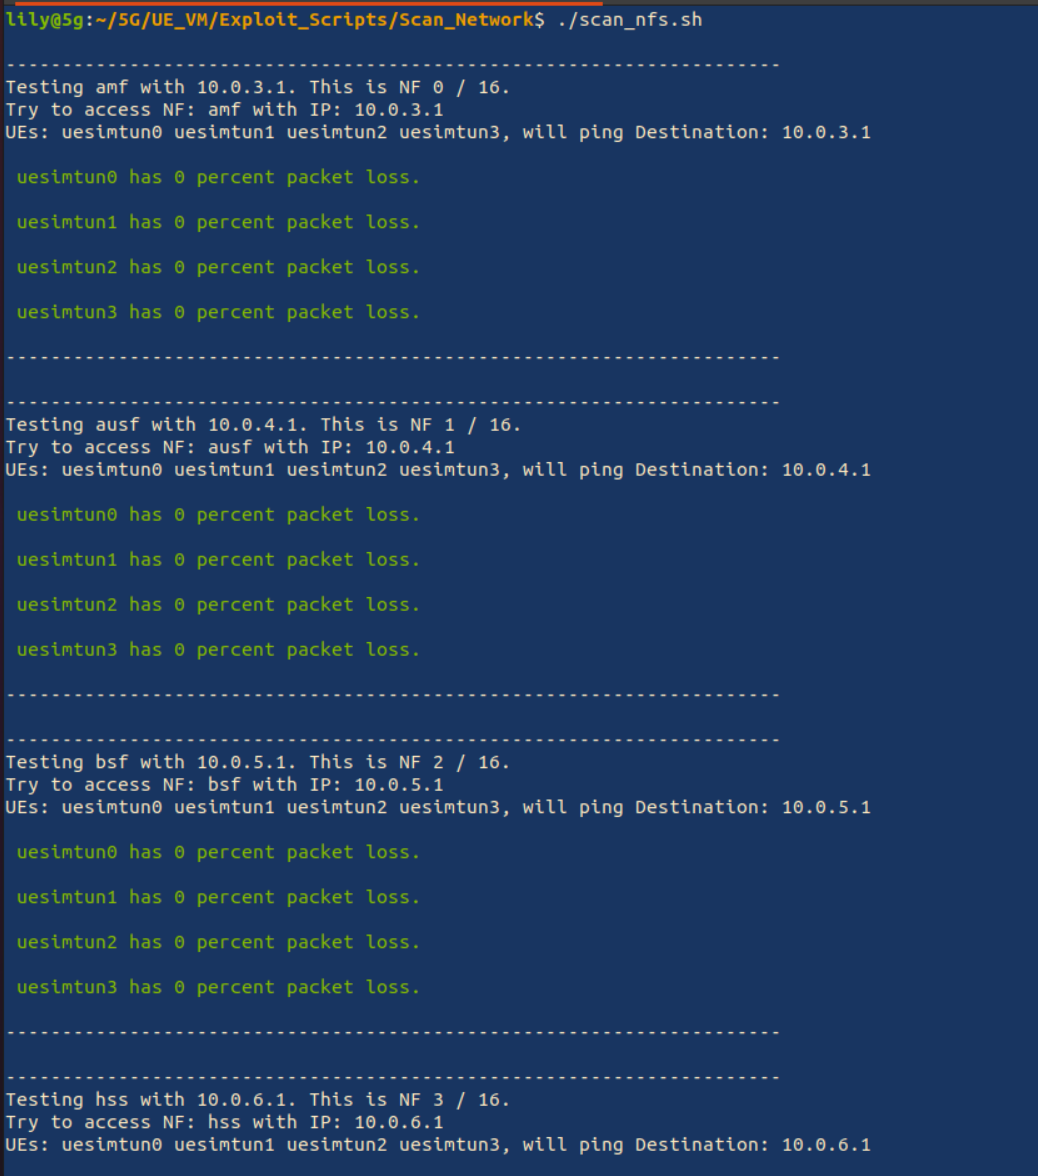 lily@5g:~/5G/UE_VM/Exploit_Scripts/Scan_Network$ ./scan_nfs.sh
---------------------------------------------------------------------
Testing amf with 10.0.3.1. This is NF 0 / 16.
Try to access NF: amf with IP: 10.0.3.1
UEs: uesimtun0 uesimtun1 uesimtun2 uesimtun3, will ping Destination: 10.0.3.1
uesimtun0 has 0 percent packet loss.
uesimtun1 has 0 percent packet loss.
uesimtun2 has 0 percent packet loss.
uesimtun3 has 0 percent packet loss.
---------------------------------------------------------------------
---------------------------------------------------------------------
Testing ausf with 10.0.4.1. This is NF 1 / 16.
Try to access NF: ausf with IP: 10.0.4.1
UEs: uesimtun0 uesimtun1 uesimtun2 uesimtun3, will ping Destination: 10.0.4.1
uesimtun0 has 0 percent packet loss.
uesimtun1 has 0 percent packet loss.
uesimtun2 has 0 percent packet loss.
uesimtun3 has 0 percent packet loss.
---------------------------------------------------------------------
---------------------------------------------------------------------
Testing bsf with 10.0.5.1. This is NF 2 / 16.
Try to access NF: bsf with IP: 10.0.5.1
UEs: uesimtun0 uesimtun1 uesimtun2 uesimtun3, will ping Destination: 10.0.5.1
uesimtun0 has 0 percent packet loss.
uesimtun1 has 0 percent packet loss.
uesimtun2 has 0 percent packet loss.
uesimtun3 has 0 percent packet loss.
---------------------------------------------------------------------
---------------------------------------------------------------------
Testing hss with 10.0.6.1. This is NF 3 / 16.
Try to access NF: hss with IP: 10.0.6.1
UEs: uesimtun0 uesimtun1 uesimtun2 uesimtun3, will ping Destination: 10.0.6.1